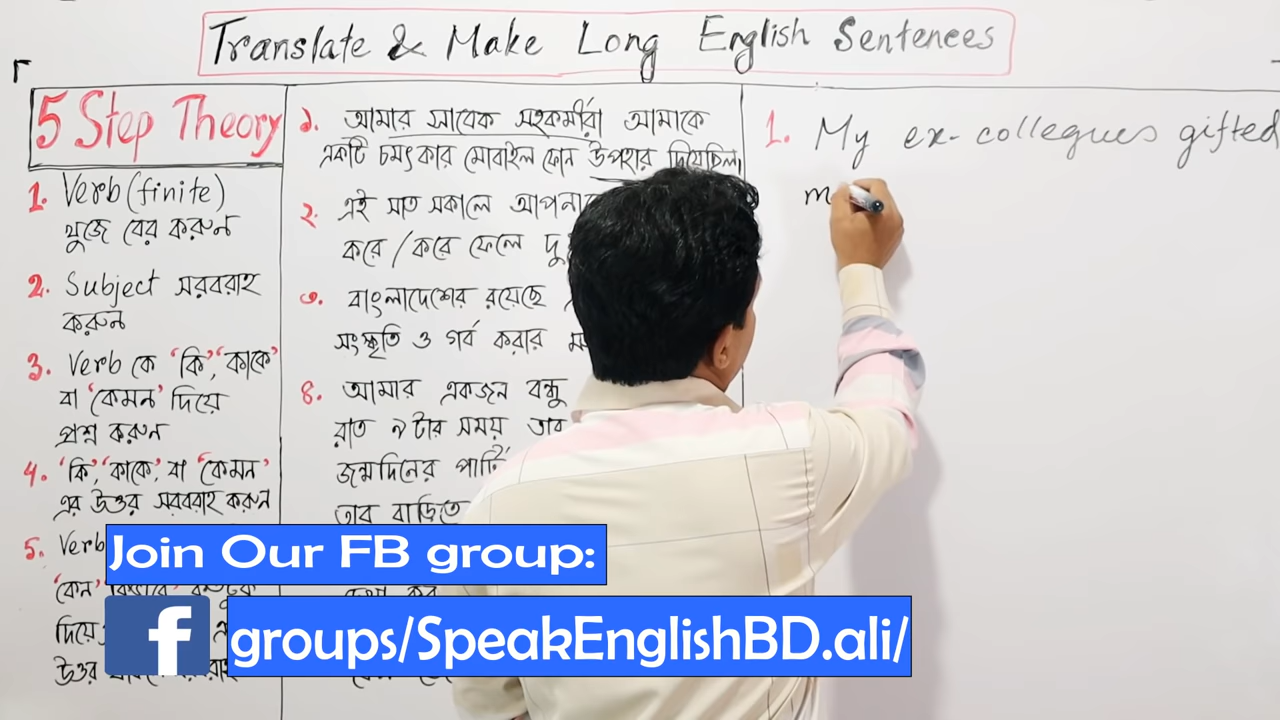 Translate & Make Long English Sentences
5 Step Theory
1. Verb (finite)
খুজে বের করুন
2. Subject সরবরাহ
করুন
3. Verb কে ‘কি’, ‘কাকে’
বা ‘কেমন’ দিয়ে
প্রশ্ন করুন
4. ‘কি’, ‘কাকে’, বা ‘কেমন’
এর উত্তর সরবরাহ করুন
5. Verb
‘কেন’
দিয়ে
উত্তর
১. আমার সাবেক সহকর্মীরা আমাকে
একটি চমৎকার মোবাইল ফোন উপহার দিয়েছিল,
২. এই সাত সকালে
করে / করে ফেলে
৩. বাংলাদেশের রয়েছে
সংস্কৃতি ও গর্ব করার
৪. আমার একজন বন্ধু
রাত ৯টার সময় তার
জন্মদিনের পার্টি
তার বাড়িতে
1. My ex-collegues gifted
m
Join Our FB group:
f groups/SpeakEnglishBD.ali/